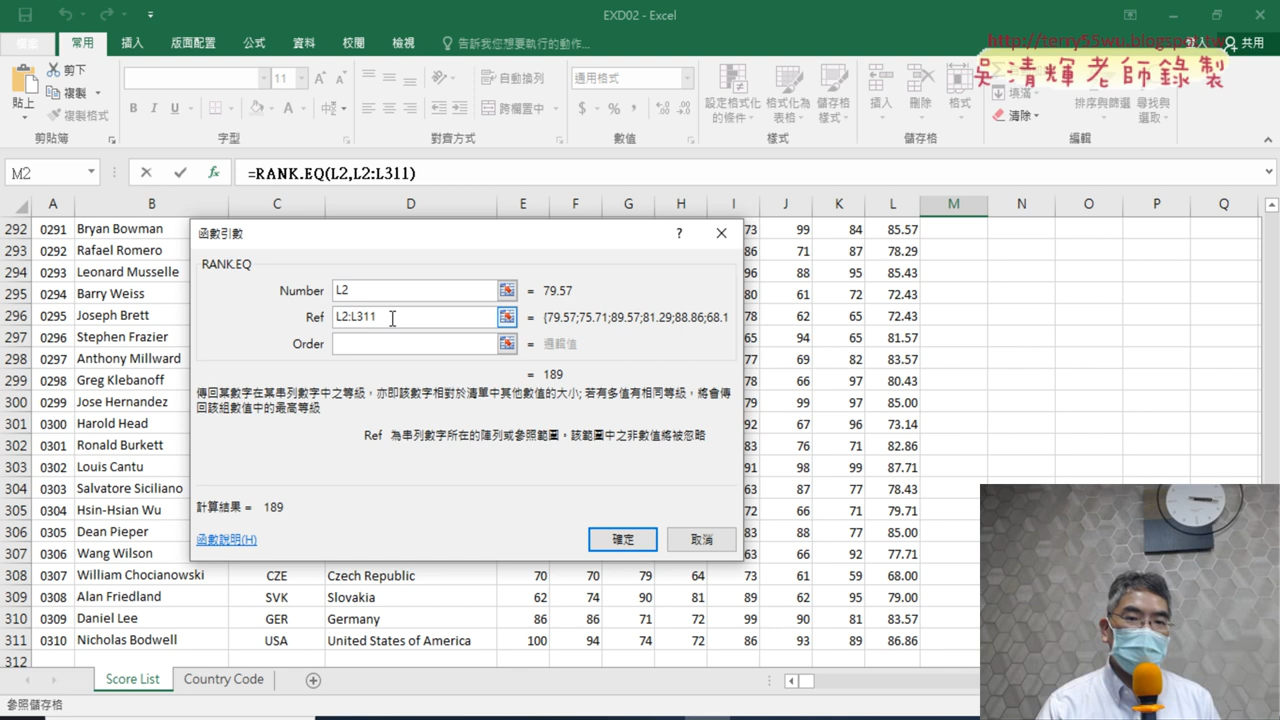 EXD02 - Excel
http://terry55wu.blogspot.tw
登入 共用
吳清輝老師錄製
檔案 常用 插入 版面配置 公式 資料 校閱 檢視 告訴我您想要執行的動作...
貼上 剪下 複製 複製格式
剪貼簿
11 A A
B I U A 中
字型
自動換列
跨欄置中
對齊方式
通用格式
$ % ,
數值
設定格式化的條件 格式化為表格 儲存格樣式
樣式
插入 刪除 格式
儲存格
填滿 清除 排序與篩選 尋找與選取
編輯
M2 fx =RANK.EQ(L2,L2:L311)
A B C D E F G H I J K L M N O P Q
292 0291 Bryan Bowman 73 99 84 85.57
293 0292 Rafael Romero 86 71 87 78.29
294 0293 Leonard Musselle 96 88 95 85.43
295 0294 Barry Weiss 80 61 72 72.43
296 0295 Joseph Brett 88 64 72 72.43
297 0296 Stephen Frazier 65 94 65 81.57
298 0297 Anthony Millward 77 69 82 83.57
299 0298 Greg Klebanoff 78 66 91 80.43
300 0299 Jose Hernandez 79 99 97 85.00
301 0300 Harold Head 92 67 96 73.14
302 0301 Ronald Burkett 83 76 71 82.86
303 0302 Louis Cantu 91 98 99 87.71
304 0303 Salvatore Siciliano 63 87 77 78.43
305 0304 Hsin-Hsian Wu 72 66 71 79.71
306 0305 Dean Pieper 83 88 77 85.00
307 0306 Wang Wilson 63 66 92 77.71
308 0307 William Chocianowski CZE Czech Republic 70 70 79 64 73 61 59 68.00
309 0308 Alan Friedland SVK Slovakia 62 74 90 81 89 62 95 79.00
310 0309 Daniel Lee GER Germany 86 86 71 72 99 90 81 83.57
311 0310 Nicholas Bodwell USA United States of America 100 94 74 72 86 93 89 86.86
312
函數引數 ? ×
RANK.EQ
Number L2 = 79.57
Ref L2:L311 = {79.57;75.71;89.57;81.29;88.86;68.1
Order = 邏輯值
= 189
傳回某數字在某串列數字中之等級，亦即該數字相對於清單中其他數值的大小; 若有多值有相同等級，將會傳
回該組數值中的最高等級
Ref 為串列數字所在的陣列或參照範圍。該範圍中之非數值將被忽略
計算結果 = 189
函數說明(H) 確定 取消
Score List Country Code
參照儲存格